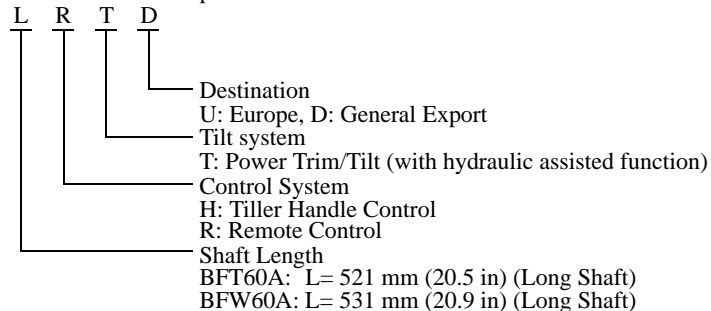 L R T D
Destination
U: Europe, D: General Export
Tilt system
T: Power Trim/Tilt (with hydraulic assisted function)
Control System
H: Tiller Handle Control
R: Remote Control
Shaft Length
BFT60A: L= 521 mm (20.5 in) (Long Shaft)
BFW60A: L= 531 mm (20.9 in) (Long Shaft)